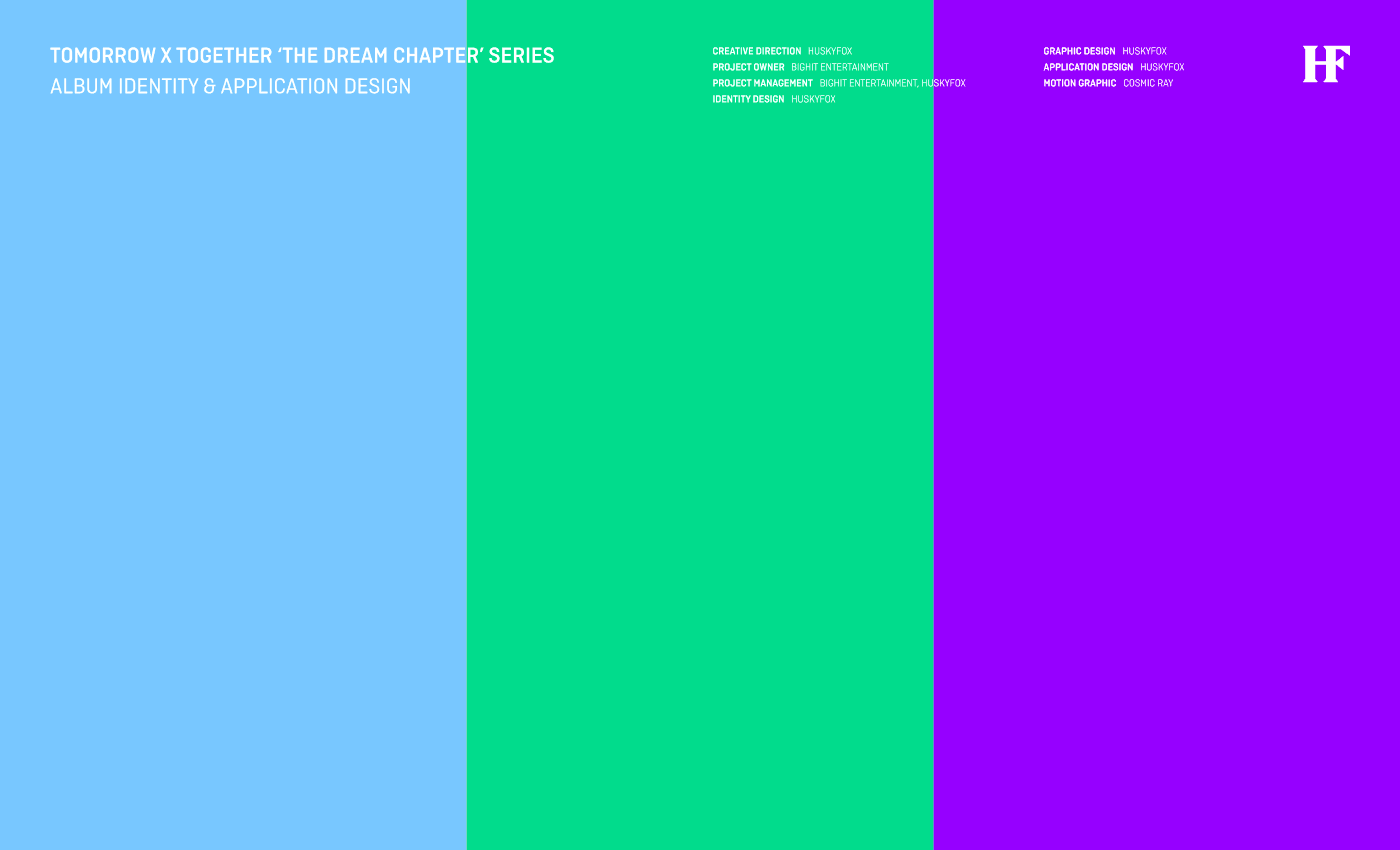 TOMORROW X TOGETHER ‘THE DREAM CHAPTER’ SERIES
ALBUM IDENTITY & APPLICATION DESIGN
CREATIVE DIRECTION HUSKYFOX
PROJECT OWNER BIGHIT ENTERTAINMENT
PROJECT MANAGEMENT BIGHIT ENTERTAINMENT, HUSKYFOX
IDENTITY DESIGN HUSKYFOX
GRAPHIC DESIGN HUSKYFOX
APPLICATION DESIGN HUSKYFOX
MOTION GRAPHIC COSMIC RAY
HF